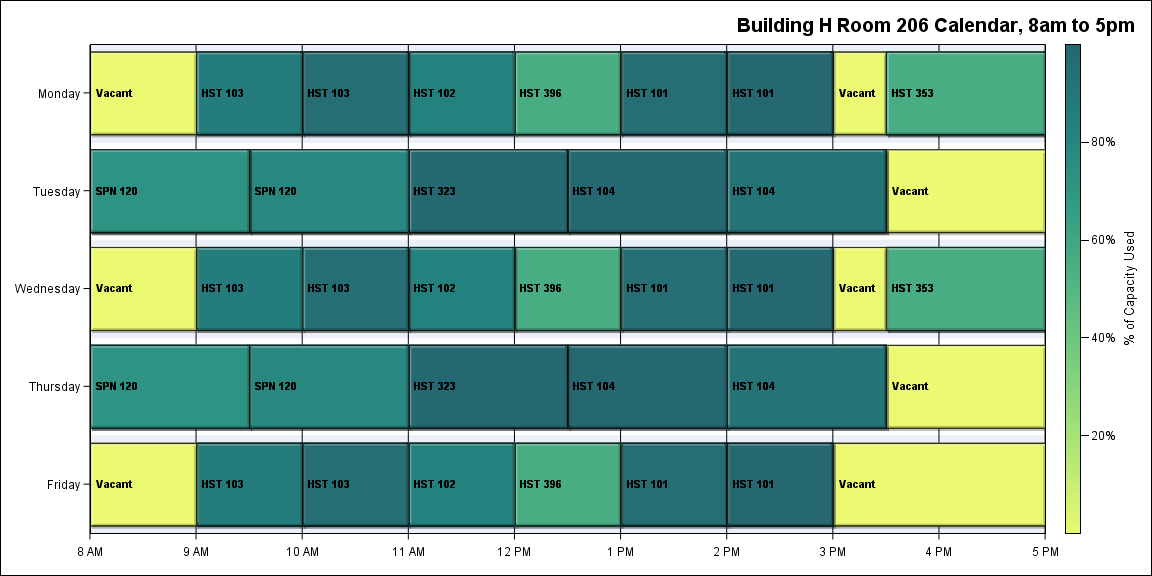 Building H Room 206 Calendar, 8am to 5pm
Monday
Vacant
HST 103
HST 103
HST 102
HST 396
HST 101
HST 101
Vacant
HST 353
Tuesday
SPN 120
SPN 120
HST 323
HST 104
HST 104
Vacant
Wednesday
Vacant
HST 103
HST 103
HST 102
HST 396
HST 101
HST 101
Vacant
HST 353
Thursday
SPN 120
SPN 120
HST 323
HST 104
HST 104
Vacant
Friday
Vacant
HST 103
HST 103
HST 102
HST 396
HST 101
HST 101
Vacant
8 AM
9 AM
10 AM
11 AM
12 PM
1 PM
2 PM
3 PM
4 PM
5 PM
80%
60%
40%
20%
% of Capacity Used